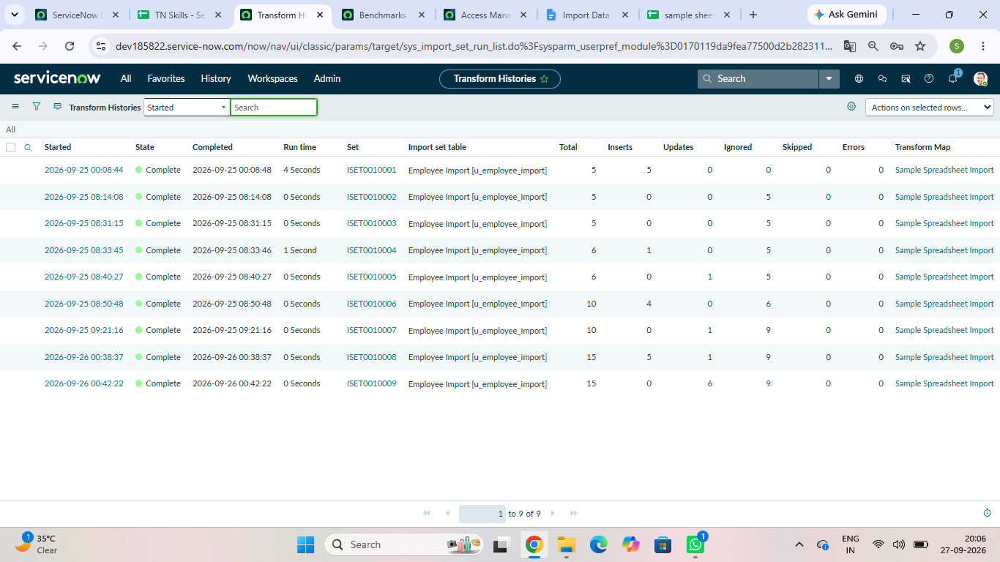 ServiceNow D
TN Skills - Se
Transform Hi
Benchmarks
Access Mana
Import Data
sample shee
Ask Gemini
dev185822.service-now.com/now/nav/ui/classic/params/target/sys_import_set_run_list.do%3Fsysparm_userpref_module%3D0170119da9fea77500d2b282311...
S
servicenow All Favorites History Workspaces Admin Transform Histories Search 1
Transform Histories Started Search Actions on selected rows...
All
Started State Completed Run time Set Import set table Total Inserts Updates Ignored Skipped Errors Transform Map
2026-09-25 00:08:44 Complete 2026-09-25 00:08:48 4 Seconds ISET0010001 Employee Import [u_employee_import] 5 5 0 0 0 0 Sample Spreadsheet Import
2026-09-25 08:14:08 Complete 2026-09-25 08:14:08 0 Seconds ISET0010002 Employee Import [u_employee_import] 5 0 0 5 0 0 Sample Spreadsheet Import
2026-09-25 08:31:15 Complete 2026-09-25 08:31:15 0 Seconds ISET0010003 Employee Import [u_employee_import] 5 0 0 5 0 0 Sample Spreadsheet Import
2026-09-25 08:33:45 Complete 2026-09-25 08:33:46 1 Second ISET0010004 Employee Import [u_employee_import] 6 1 0 5 0 0 Sample Spreadsheet Import
2026-09-25 08:40:27 Complete 2026-09-25 08:40:27 0 Seconds ISET0010005 Employee Import [u_employee_import] 6 0 1 5 0 0 Sample Spreadsheet Import
2026-09-25 08:50:48 Complete 2026-09-25 08:50:48 0 Seconds ISET0010006 Employee Import [u_employee_import] 10 4 0 6 0 0 Sample Spreadsheet Import
2026-09-25 09:21:16 Complete 2026-09-25 09:21:16 0 Seconds ISET0010007 Employee Import [u_employee_import] 10 0 1 9 0 0 Sample Spreadsheet Import
2026-09-26 00:38:37 Complete 2026-09-26 00:38:37 0 Seconds ISET0010008 Employee Import [u_employee_import] 15 5 1 9 0 0 Sample Spreadsheet Import
2026-09-26 00:42:22 Complete 2026-09-26 00:42:22 0 Seconds ISET0010009 Employee Import [u_employee_import] 15 0 6 9 0 0 Sample Spreadsheet Import
1 to 9 of 9
1 35°C
Clear
Search
1
ENG
IN
20:06
27-09-2026